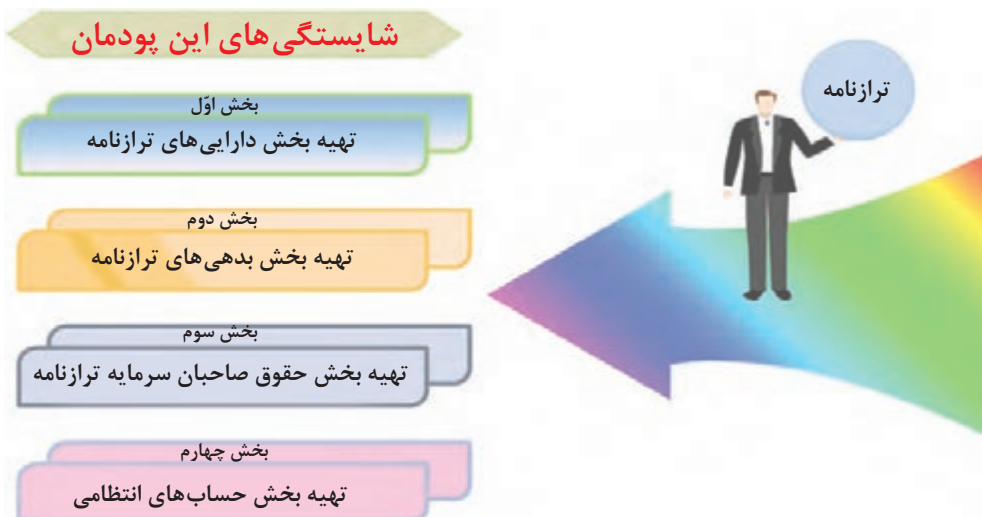 شایستگی‌های این پودمان
ترازنامه
بخش اوّل
تهیه بخش دارایی‌های ترازنامه
بخش دوم
تهیه بخش بدهی‌های ترازنامه
بخش سوم
تهیه بخش حقوق صاحبان سرمایه ترازنامه
بخش چهارم
تهیه بخش حساب‌های انتظامی